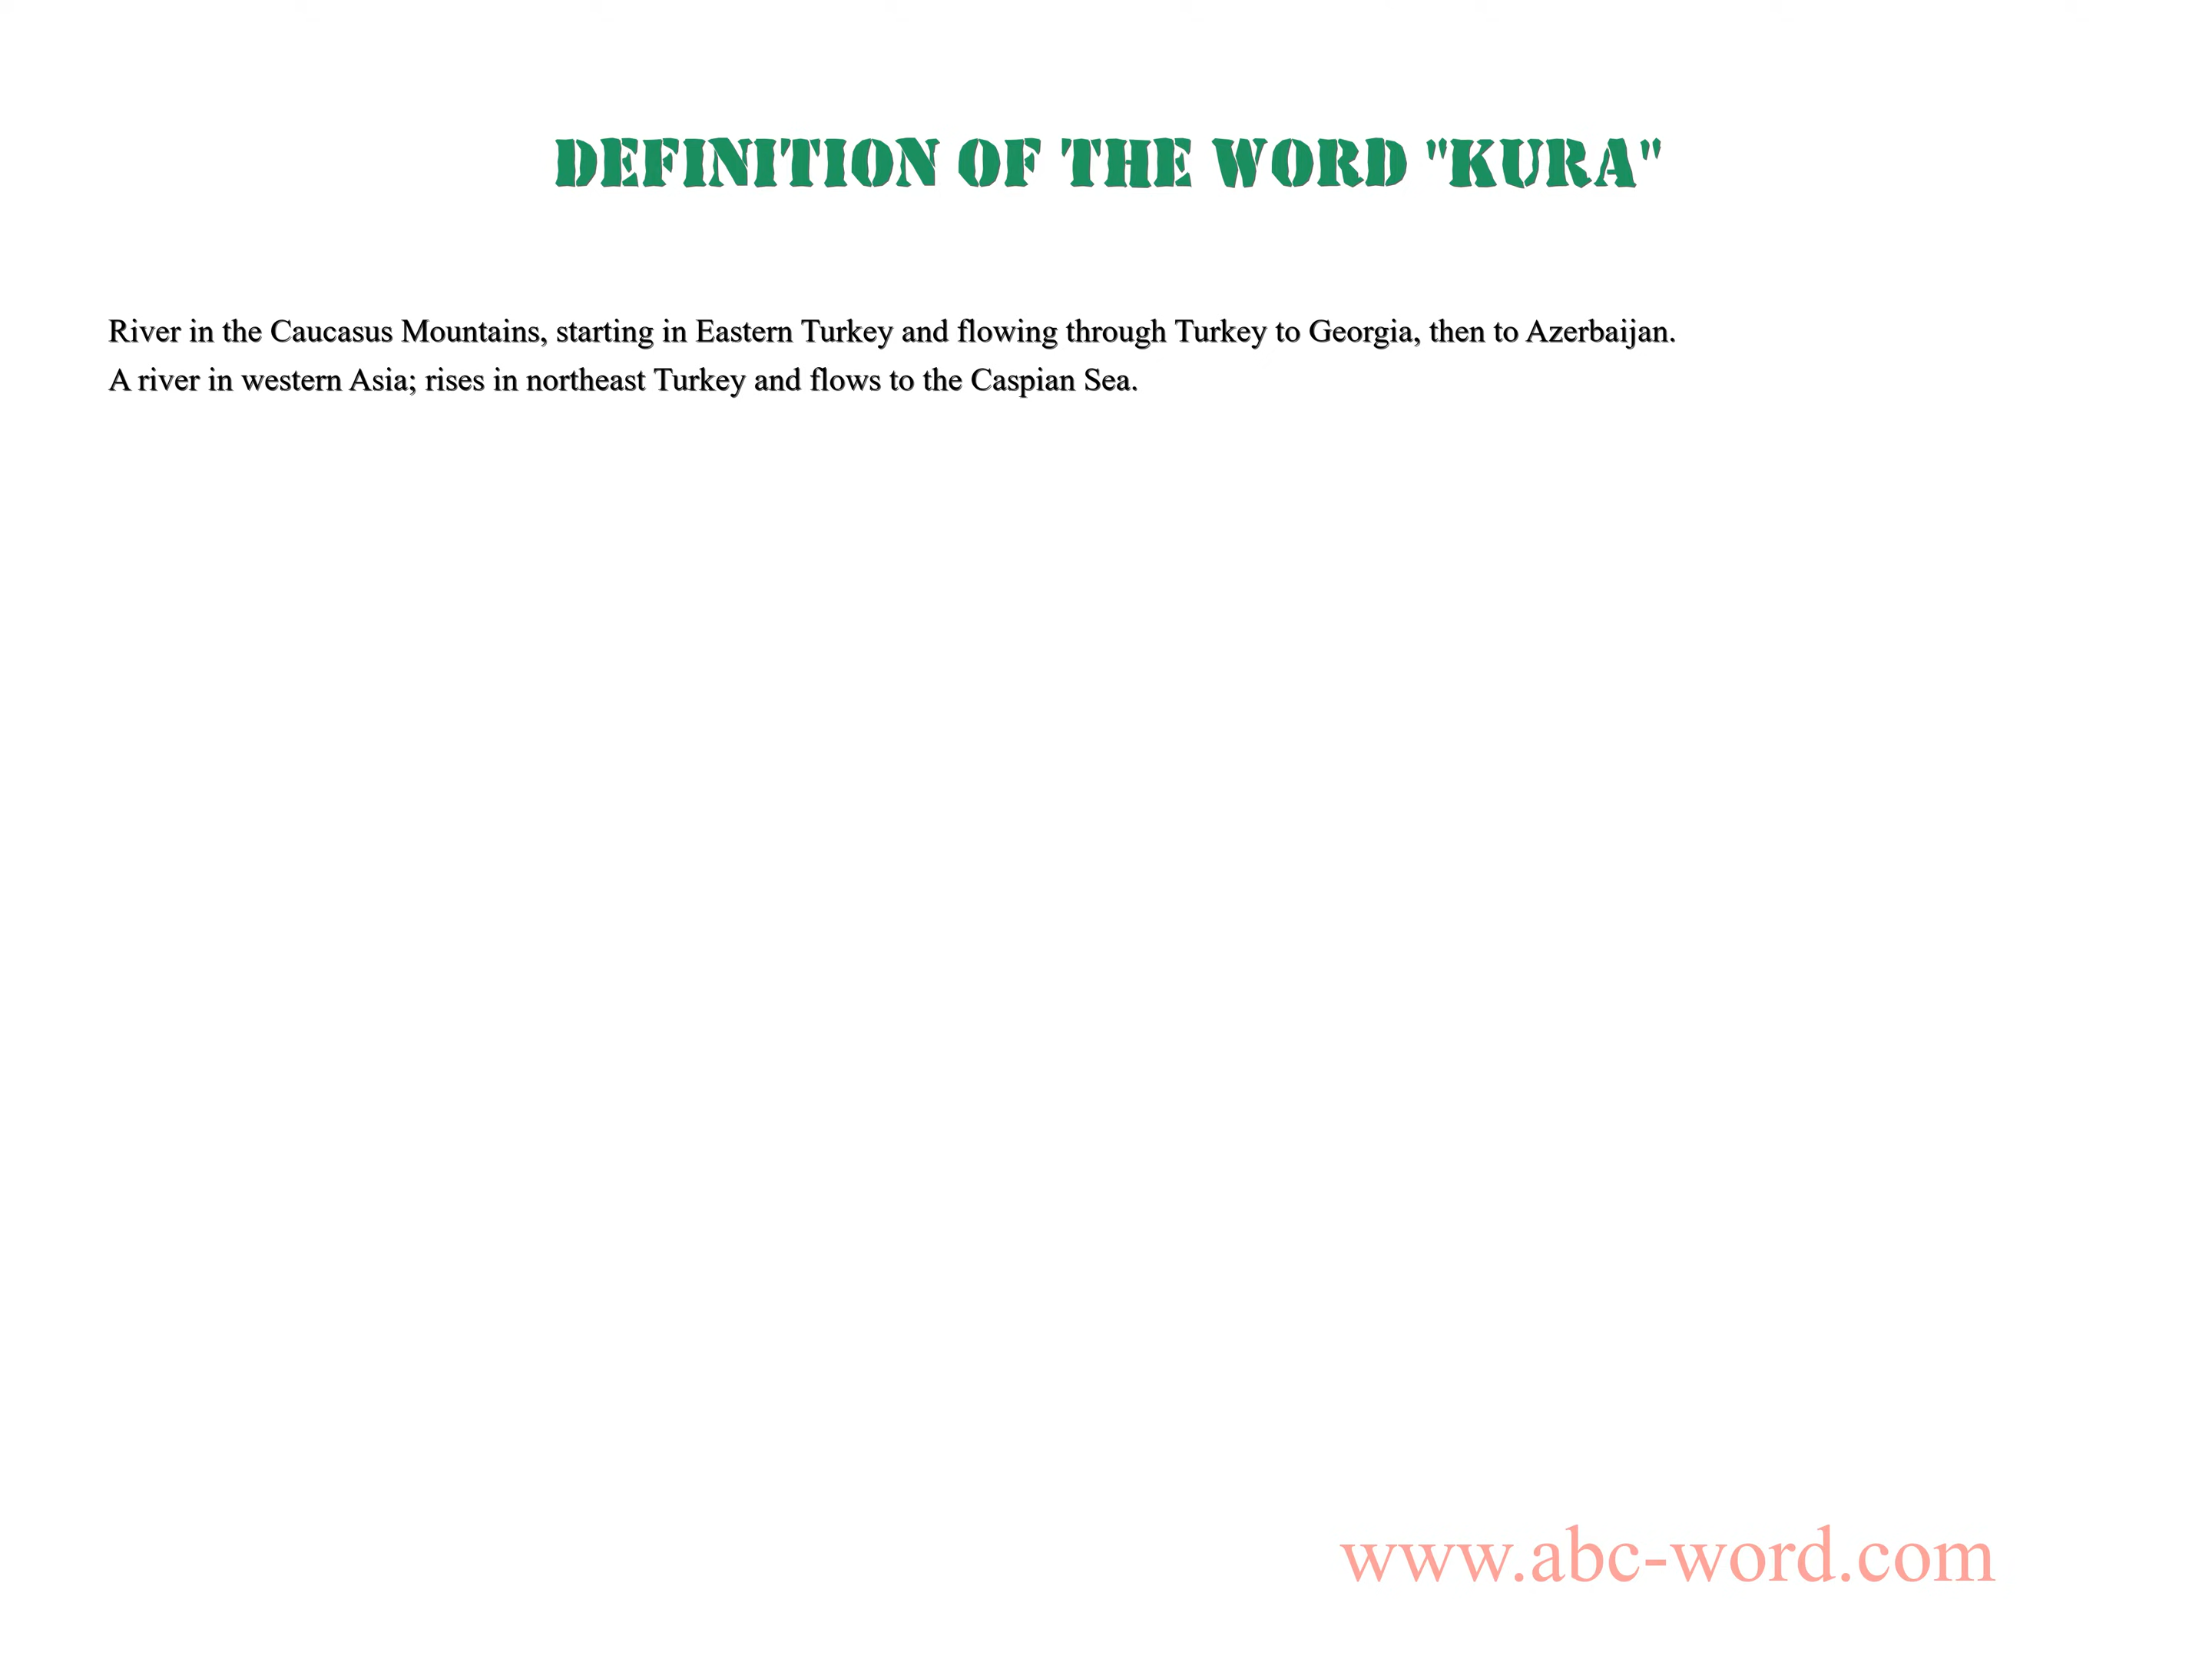 DEFINITION OF THE WORD "KURA"
River in the Caucasus Mountains, starting in Eastern Turkey and flowing through Turkey to Georgia, then to Azerbaijan.
A river in western Asia; rises in northeast Turkey and flows to the Caspian Sea.
www.abc-word.com